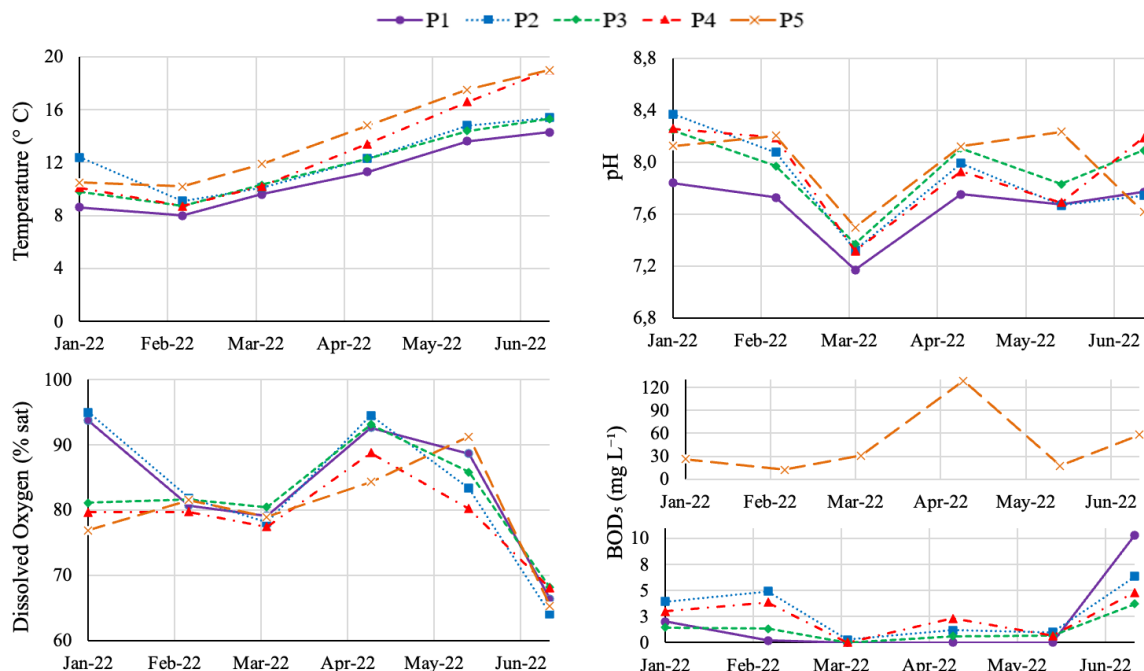 P1 P2 P3 P4 P5
Temperature (° C)
20
16
12
8
4
0
Jan-22 Feb-22 Mar-22 Apr-22 May-22 Jun-22
pH
8,8
8,4
8,0
7,6
7,2
6,8
Jan-22 Feb-22 Mar-22 Apr-22 May-22 Jun-22
Dissolved Oxygen (% sat)
100
90
80
70
60
Jan-22 Feb-22 Mar-22 Apr-22 May-22 Jun-22
BOD₅ (mg L⁻¹)
120
90
60
30
0
Jan-22 Feb-22 Mar-22 Apr-22 May-22 Jun-22
10
8
5
3
0
Jan-22 Feb-22 Mar-22 Apr-22 May-22 Jun-22